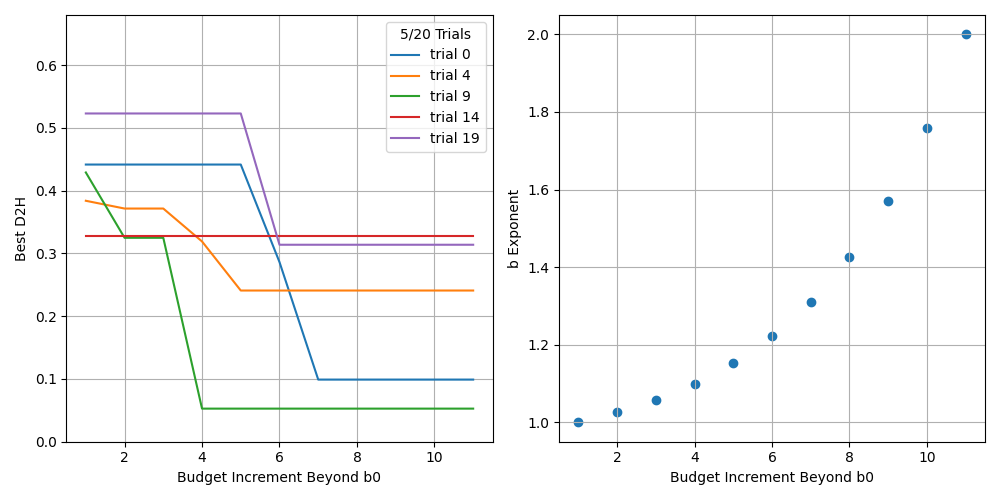 5/20 Trials
trial 0
trial 4
trial 9
trial 14
trial 19
Best D2H
0.6
0.5
0.4
0.3
0.2
0.1
0.0
2 4 6 8 10
Budget Increment Beyond b0
b Exponent
2.0
1.8
1.6
1.4
1.2
1.0
2 4 6 8 10
Budget Increment Beyond b0